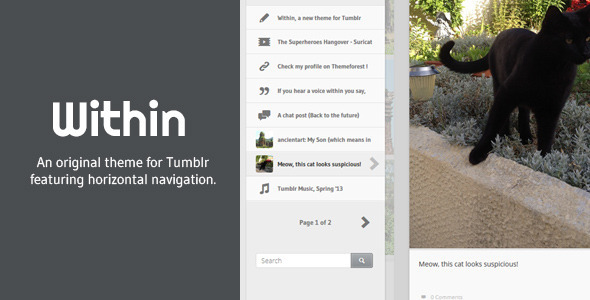 Within
An original theme for Tumblr
featuring horizontal navigation.
Within, a new theme for Tumblr
The Superheroes Hangover - Suricat
Check my profile on Themeforest !
If you hear a voice within you say,
A chat post (Back to the future)
ancientart: My Son (which means in
Meow, this cat looks suspicious!
Tumblr Music, Spring '13
Page 1 of 2
Search
Meow, this cat looks suspicious!
0 Comments